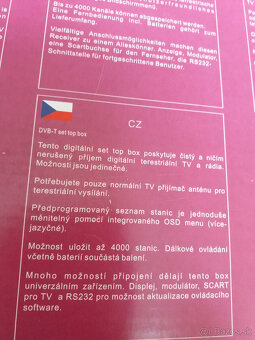 Bis zu 4000 Kanäle können abgespeichert werden.
Eine Fernbedienung inkl. Batterien gehört zum
Lieferumfang.
Vielfältige Anschlussmöglichkeiten machen diesen
Receiver zu einem Alleskönner. Anzeige, Modulator,
eine Scartbuchse für den Fernseher, die RS232-
Schnittstelle für fortgeschrittene Benutzer.
CZ
DVB-T set top box
Tento digitální set top box poskytuje čistý a ničím
nerušený příjem digitální terestriální TV a rádia.
Možnosti jsou jedinečné.
Potřebujete pouze normální TV přijímač anténu pro
terestriální vysílání.
Předprogramovaný seznam stanic je jednoduše
měnitelný pomocí integrovaného OSD menu (více-
jazyčné).
Možnost uložit až 4000 stanic. Dálkové ovládání
včetně baterií součastí balení.
Mnoho možností připojení dělají tento box
univerzálním zařízením. Displej, modulátor, SCART
pro TV a RS232 pro možnost aktualizace ovládacího
software.